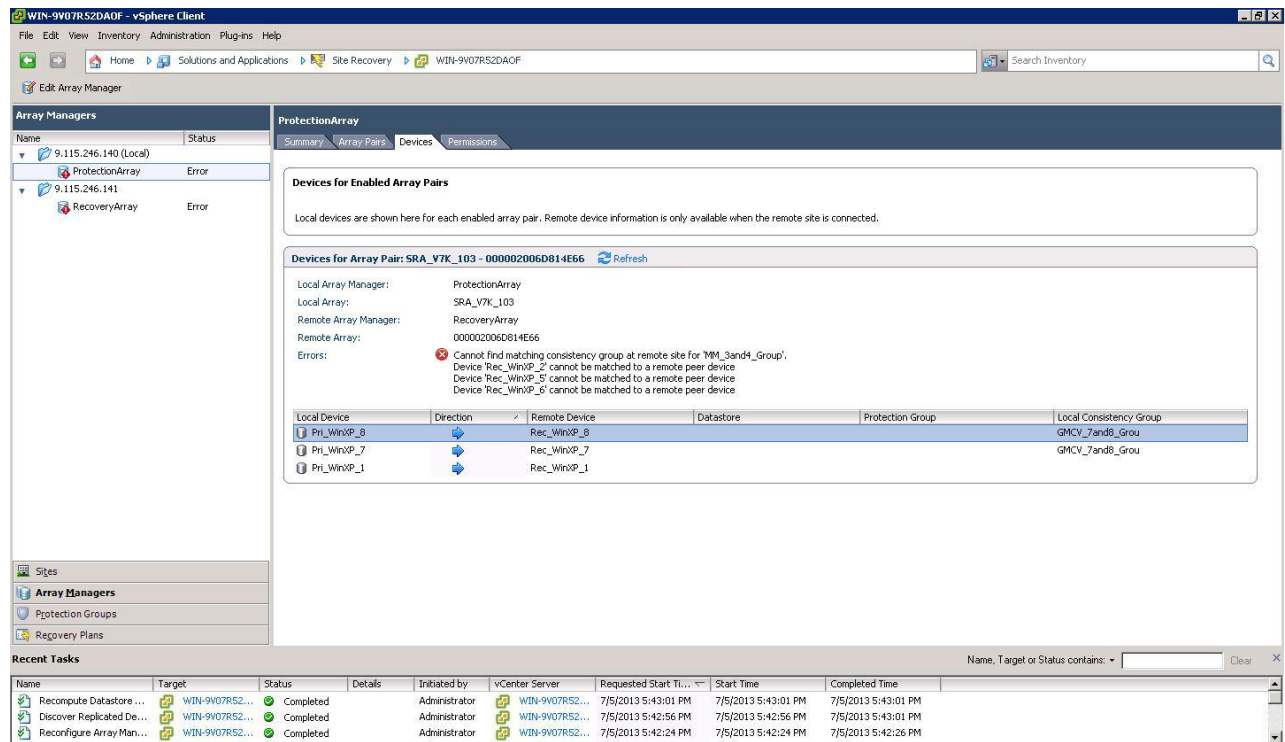 WIN-9V07R52DAOF - vSphere Client
File Edit View Inventory Administration Plug-ins Help
Home Solutions and Applications Site Recovery WIN-9V07R52DAOF Search Inventory
Edit Array Manager
Array Managers
Name Status
9.115.246.140 (Local)
ProtectionArray Error
9.115.246.141
RecoveryArray Error
ProtectionArray
Summary Array Pairs Devices Permissions
Devices for Enabled Array Pairs
Local devices are shown here for each enabled array pair. Remote device information is only available when the remote site is connected.
Devices for Array Pair: SRA_V7K_103 - 000002006D814E66 Refresh
Local Array Manager: ProtectionArray
Local Array: SRA_V7K_103
Remote Array Manager: RecoveryArray
Remote Array: 000002006D814E66
Errors: Cannot find matching consistency group at remote site for 'MM_3and4_Group'.
Device 'Rec_WinXP_2' cannot be matched to a remote peer device
Device 'Rec_WinXP_5' cannot be matched to a remote peer device
Device 'Rec_WinXP_6' cannot be matched to a remote peer device
Local Device Direction Remote Device Datastore Protection Group Local Consistency Group
Pri_WinXP_8 Rec_WinXP_8 GMCV_7and8_Grou
Pri_WinXP_7 Rec_WinXP_7 GMCV_7and8_Grou
Pri_WinXP_1 Rec_WinXP_1
Sites
Array Managers
Protection Groups
Recovery Plans
Recent Tasks Name, Target or Status contains: Clear
Name Target Status Details Initiated by vCenter Server Requested Start Ti... Start Time Completed Time
Recompute Datastore ... WIN-9V07R52... Completed Administrator WIN-9V07R52... 7/5/2013 5:43:01 PM 7/5/2013 5:43:01 PM 7/5/2013 5:43:01 PM
Discover Replicated De... WIN-9V07R52... Completed Administrator WIN-9V07R52... 7/5/2013 5:42:56 PM 7/5/2013 5:42:56 PM 7/5/2013 5:43:01 PM
Reconfigure Array Man... WIN-9V07R52... Completed Administrator WIN-9V07R52... 7/5/2013 5:42:24 PM 7/5/2013 5:42:24 PM 7/5/2013 5:42:26 PM